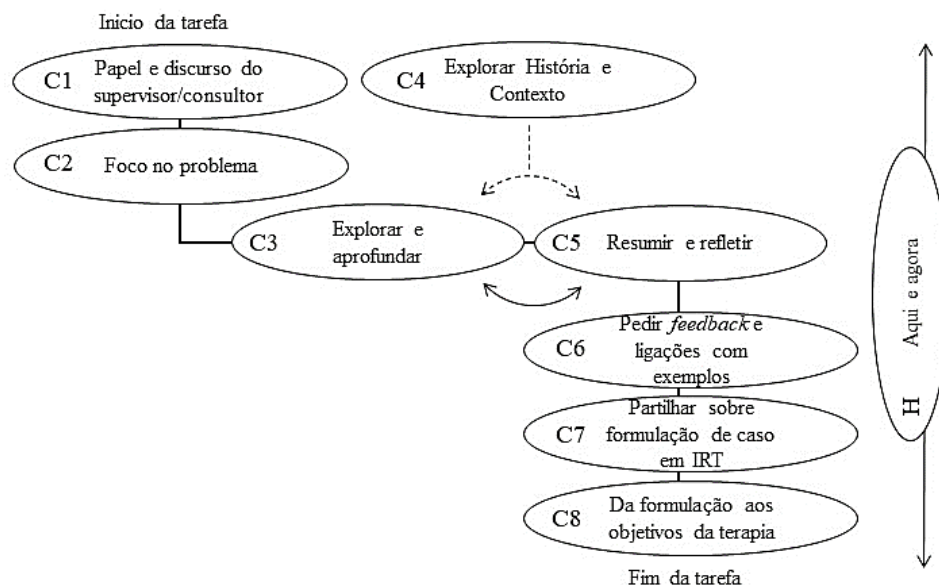 Inicio da tarefa
C1
Papel e discurso do
supervisor/consultor
C4
Explorar História e
Contexto
C2
Foco no problema
C3
Explorar e
aprofundar
C5
Resumir e refletir
C6
Pedir feedback e
ligações com
exemplos
C7
Partilhar sobre
formulação de caso
em IRT
C8
Da formulação aos
objetivos da terapia
Fim da tarefa
H
Aqui e agora